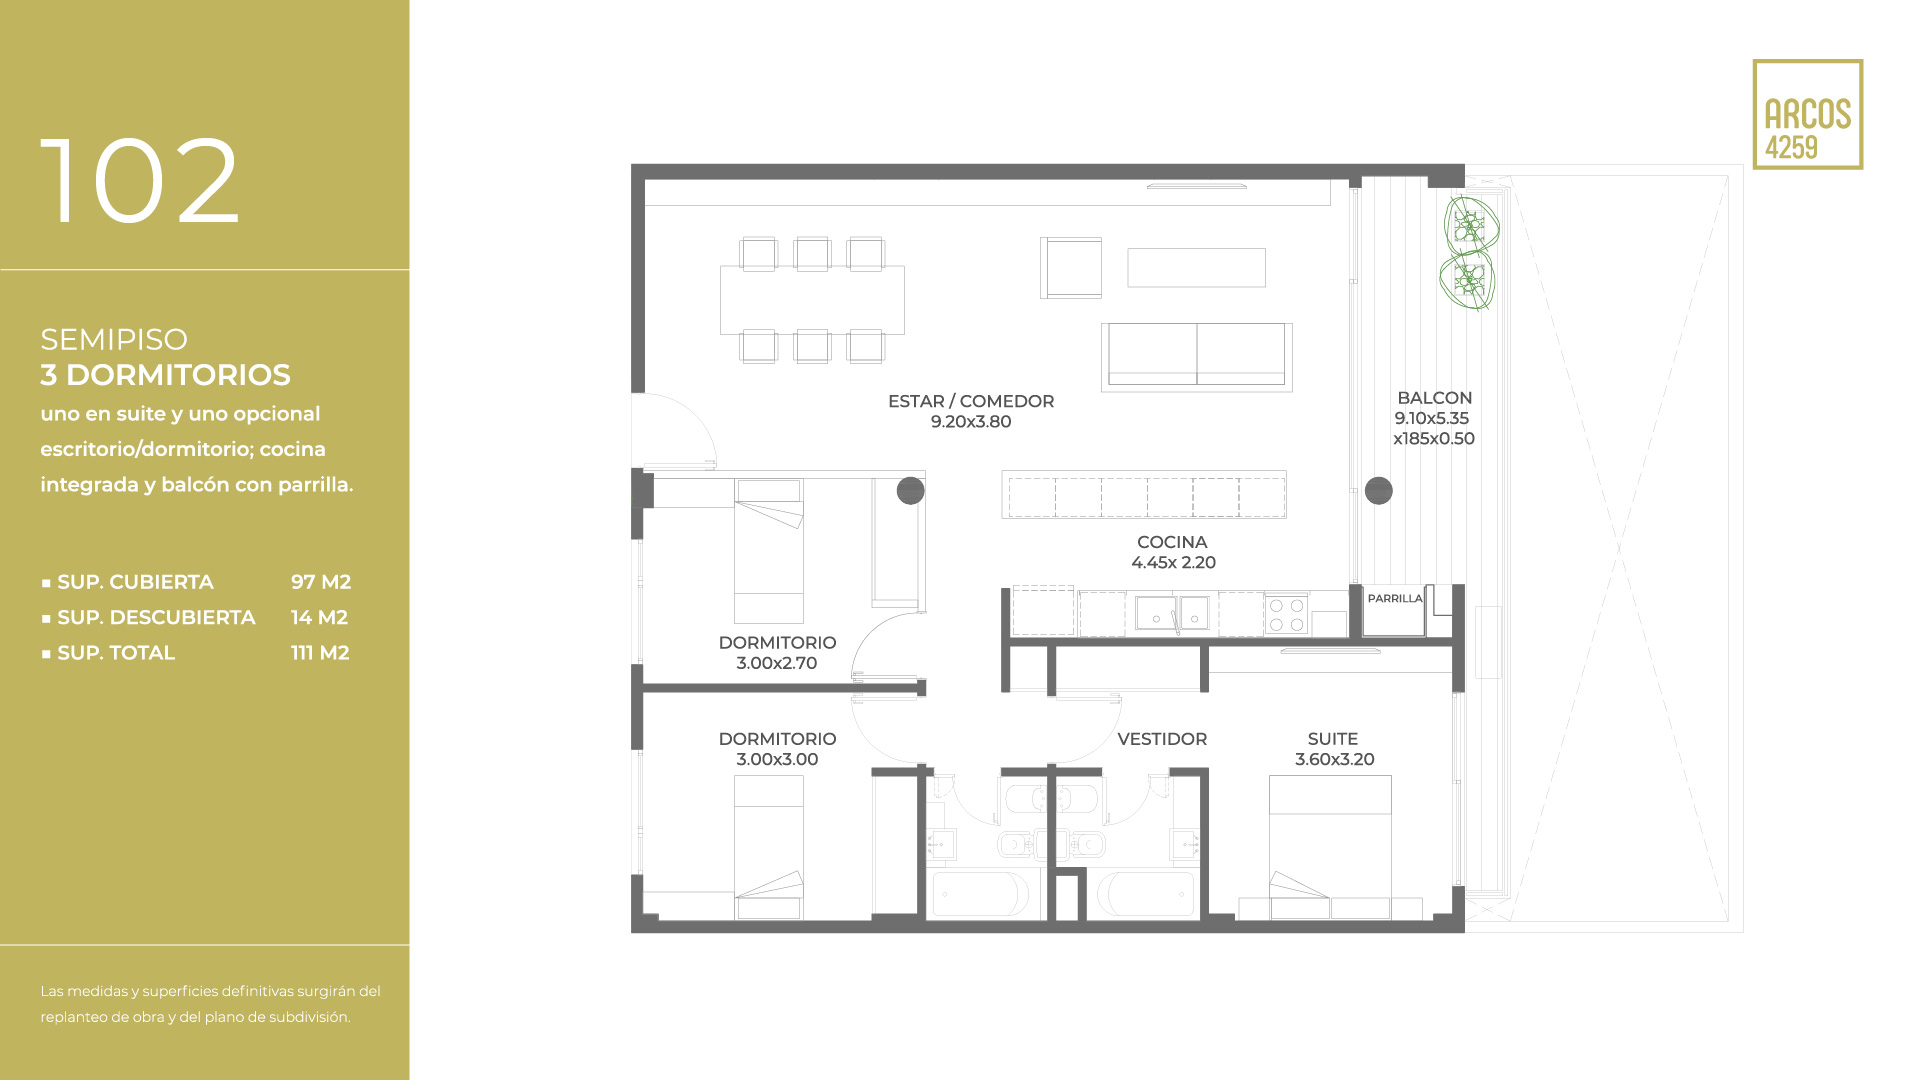 102
SEMIPISO
3 DORMITORIOS
uno en suite y uno opcional
escritorio/dormitorio; cocina
integrada y balcón con parrilla.
SUP. CUBIERTA 97 M2
SUP. DESCUBIERTA 14 M2
SUP. TOTAL 111 M2
Las medidas y superficies definitivas surgirán del
replanteo de obra y del plano de subdivisión.
ARCOS
4259
ESTAR / COMEDOR
9.20x3.80
BALCON
9.10x5.35
x185x0.50
COCINA
4.45x 2.20
PARRILLA
DORMITORIO
3.00x2.70
DORMITORIO
3.00x3.00
VESTIDOR
SUITE
3.60x3.20